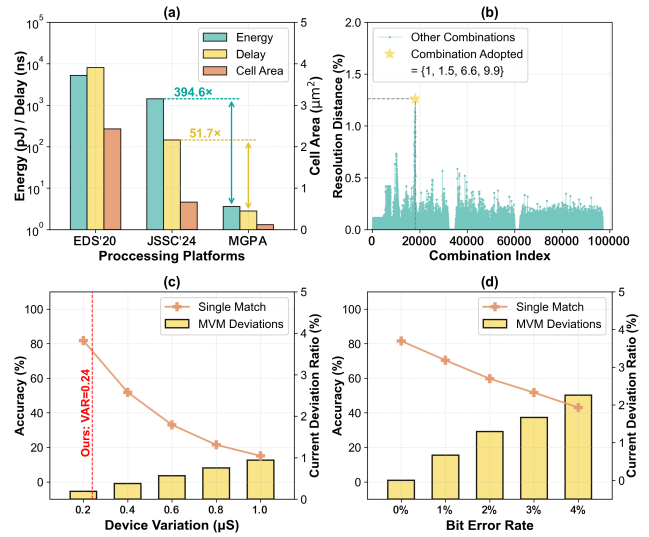 (a)
Energy (pJ) / Delay (ns)
10^5
10^4
10^3
10^2
10^1
10^0
Energy
Delay
Cell Area
394.6×
51.7×
5
4
3
2
1
0
Cell Area (μm²)
EDS'20
JSSC'24
MGPA
Proccessing Platforms
(b)
Resolution Distance (%)
2.0
1.5
1.0
0.5
0.0
Other Combinations
Combination Adopted
= {1, 1.5, 6.6, 9.9}
0
20000
40000
60000
80000
100000
Combination Index
(c)
Accuracy (%)
100
80
60
40
20
0
Single Match
MVM Deviations
Ours: VAR=0.24
5
4
3
2
1
0
Current Deviation Ratio (%)
0.2
0.4
0.6
0.8
1.0
Device Variation (μS)
(d)
Accuracy (%)
100
80
60
40
20
0
Single Match
MVM Deviations
5
4
3
2
1
0
Current Deviation Ratio (%)
0%
1%
2%
3%
4%
Bit Error Rate